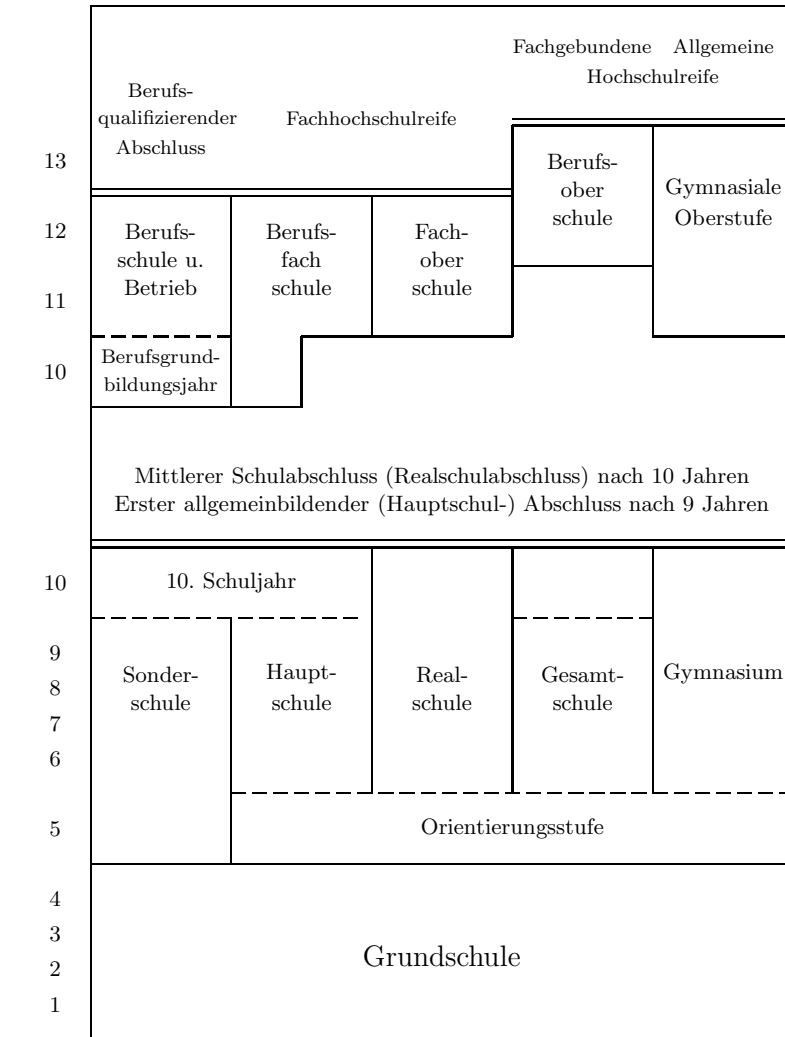 Fachgebundene Allgemeine
Hochschulreife
Berufs-
qualifizierender
Abschluss
Fachhochschulreife
13
Berufs-
ober
schule
Gymnasiale
Oberstufe
12
Berufs-
schule u.
Betrieb
Berufs-
fach
schule
Fach-
ober
schule
11
10
Berufsgrund-
bildungsjahr
Mittlerer Schulabschluss (Realschulabschluss) nach 10 Jahren
Erster allgemeinbildender (Hauptschul-) Abschluss nach 9 Jahren
10
10. Schuljahr
9
8
7
6
Sonder-
schule
Haupt-
schule
Real-
schule
Gesamt-
schule
Gymnasium
5
Orientierungsstufe
4
3
2
1
Grundschule